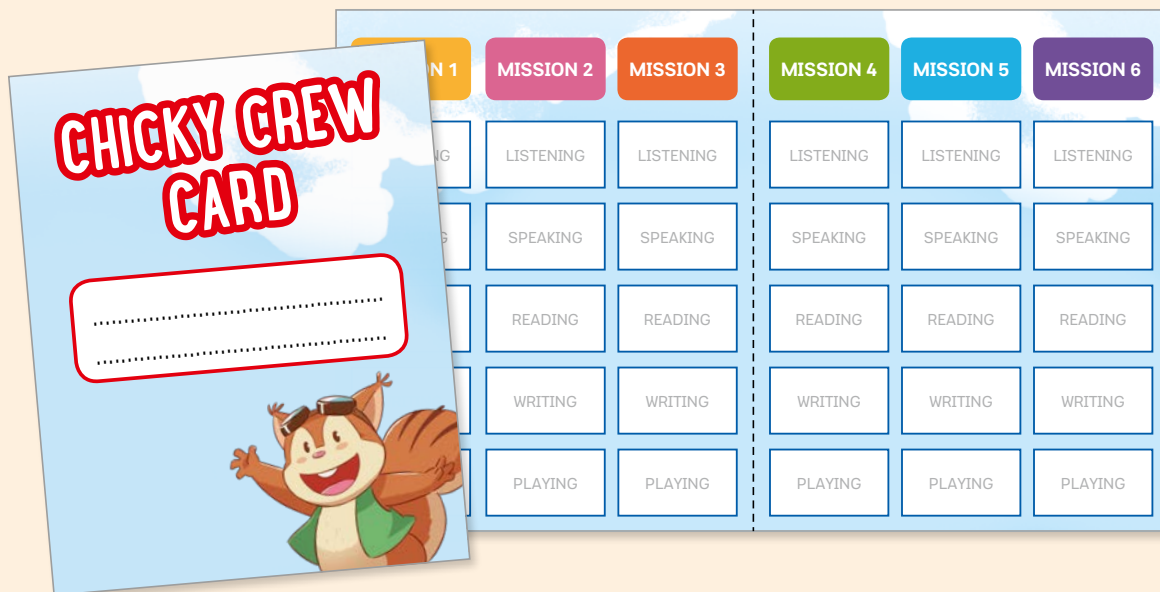 CHICKY CREW
CARD
N 1 MISSION 2 MISSION 3 MISSION 4 MISSION 5 MISSION 6
NG LISTENING LISTENING LISTENING LISTENING LISTENING
G SPEAKING SPEAKING SPEAKING SPEAKING SPEAKING
READING READING READING READING READING
WRITING WRITING WRITING WRITING WRITING
PLAYING PLAYING PLAYING PLAYING PLAYING